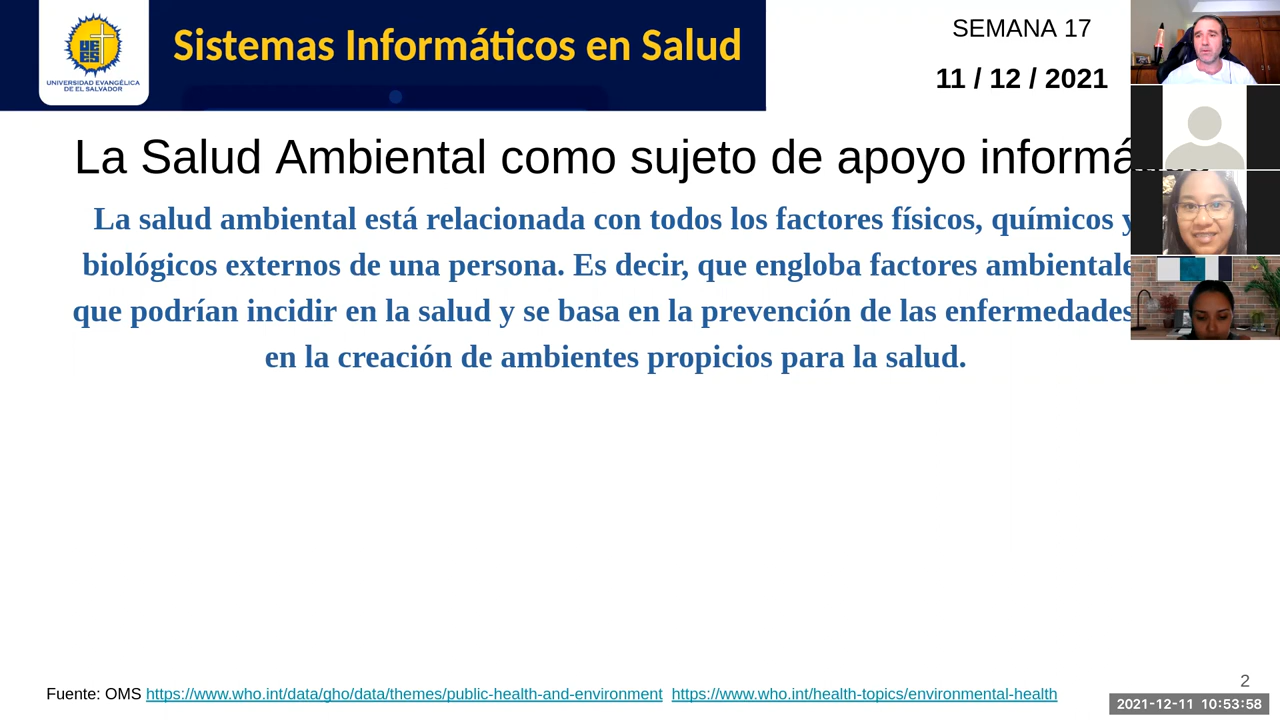 UNIVERSIDAD EVANGÉLICA
DE EL SALVADOR
Sistemas Informáticos en Salud
SEMANA 17
11 / 12 / 2021
La Salud Ambiental como sujeto de apoyo
La salud ambiental está relacionada con todos los factores físicos, químicos y
biológicos externos de una persona. Es decir, que engloba factores
que podrían incidir en la salud y se basa en la prevención de las enfermedades
en la creación de ambientes propicios para la salud.
Fuente: OMS https://www.who.int/data/gho/data/themes/public-health-and-environment https://www.who.int/health-topics/environmental-health
2
2021-12-11 10:53:58